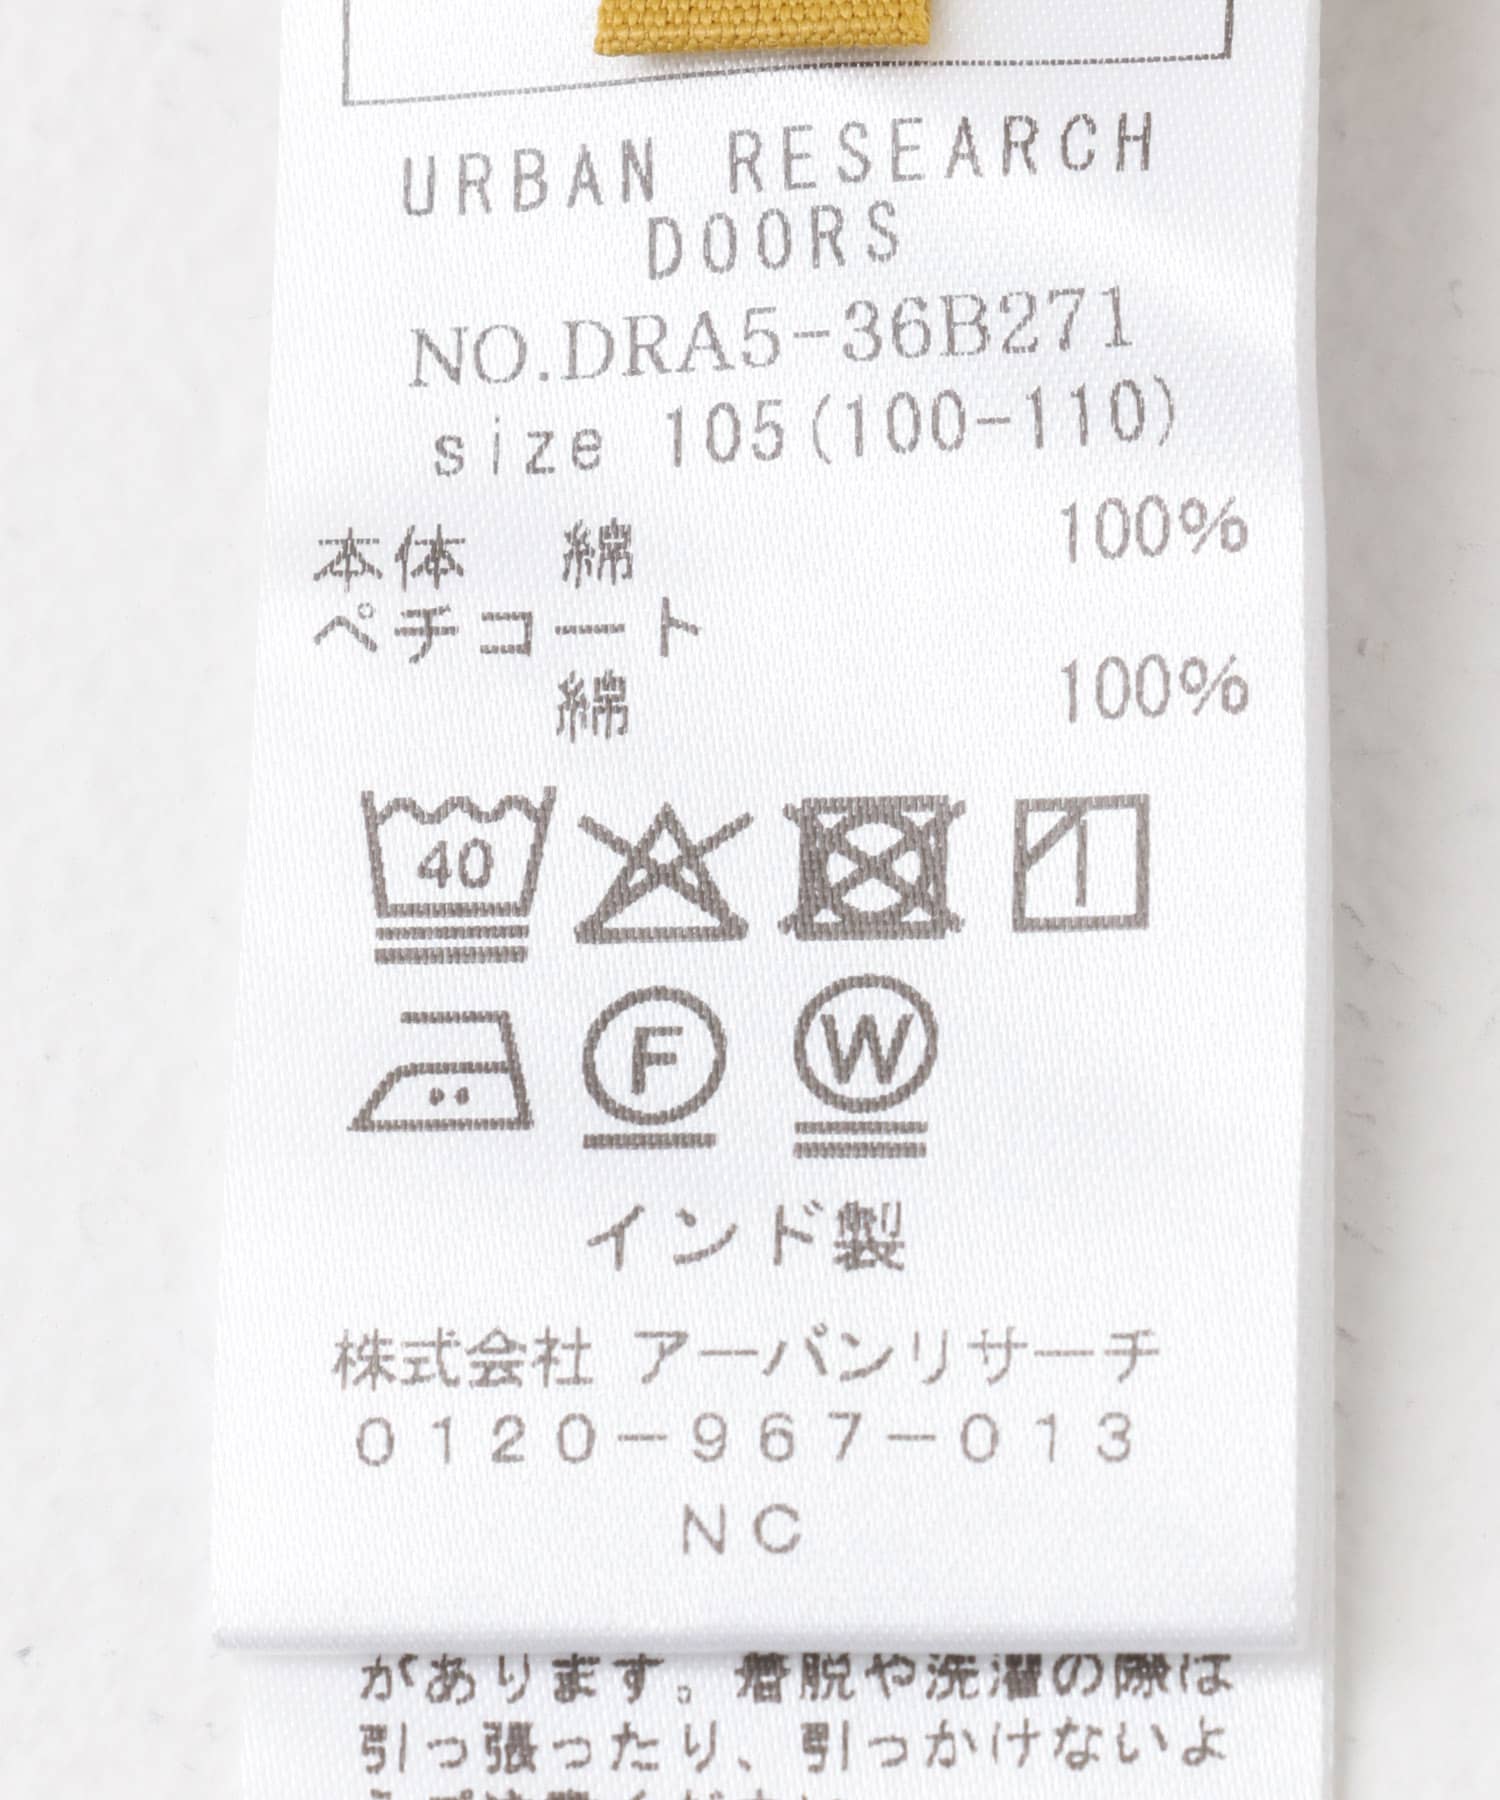 URBAN RESEARCH
DOORS
NO.DRA5-36B271
size 105(100-110)
本体 綿 100%
ペチコート
綿 100%
40
F W
インド製
株式会社 アーバンリサーチ
0120-967-013
NC
があります。着脱や洗濯の際は
引っ張ったり、引っかけないよ